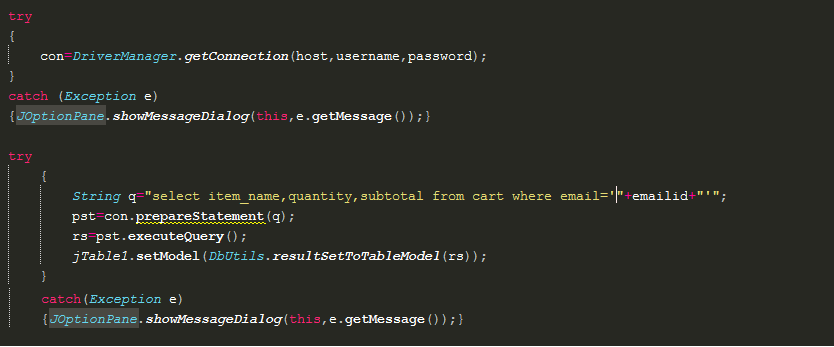 try
{
con=DriverManager.getConnection(host,username,password);
}
catch (Exception e)
{JOptionPane.showMessageDialog(this,e.getMessage());}
try
{
String q="select item_name,quantity,subtotal from cart where email='"+emailid+"'";
pst=con.prepareStatement(q);
rs=pst.executeQuery();
jTable1.setModel(DbUtils.resultSetToTableModel(rs));
}
catch(Exception e)
{JOptionPane.showMessageDialog(this,e.getMessage());}